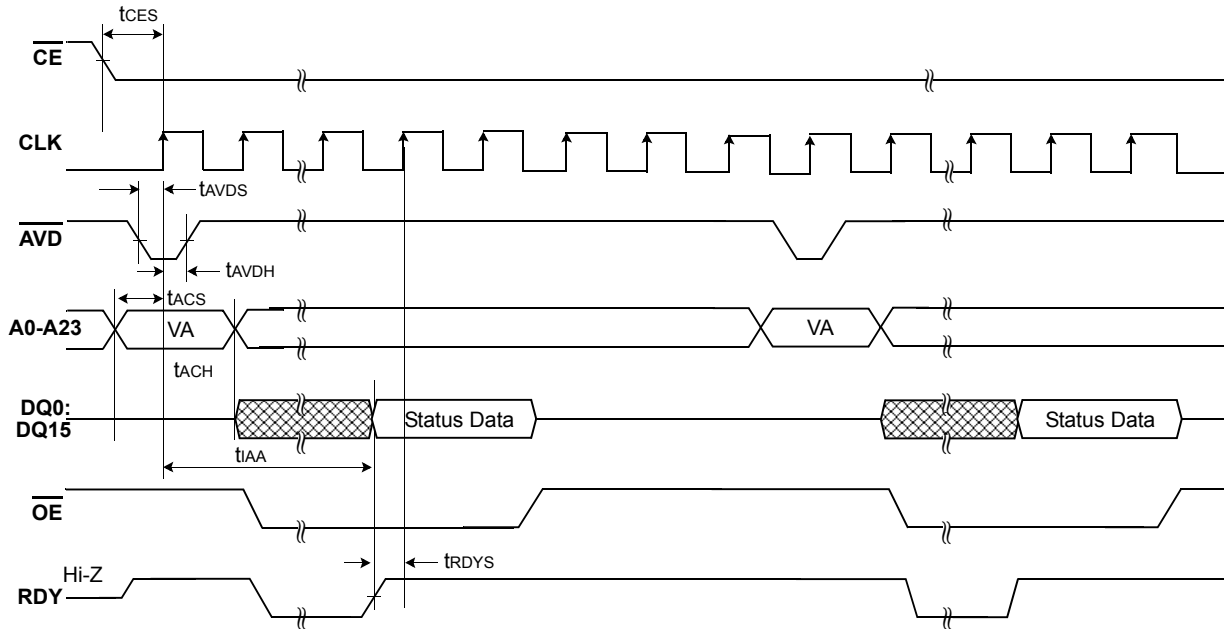 tCES
CE
CLK
tAVDS
AVD
tAVDH
tACS
A0-A23
VA
VA
tACH
DQ0:
DQ15
Status Data
Status Data
tIAA
OE
tRDYS
Hi-Z
RDY